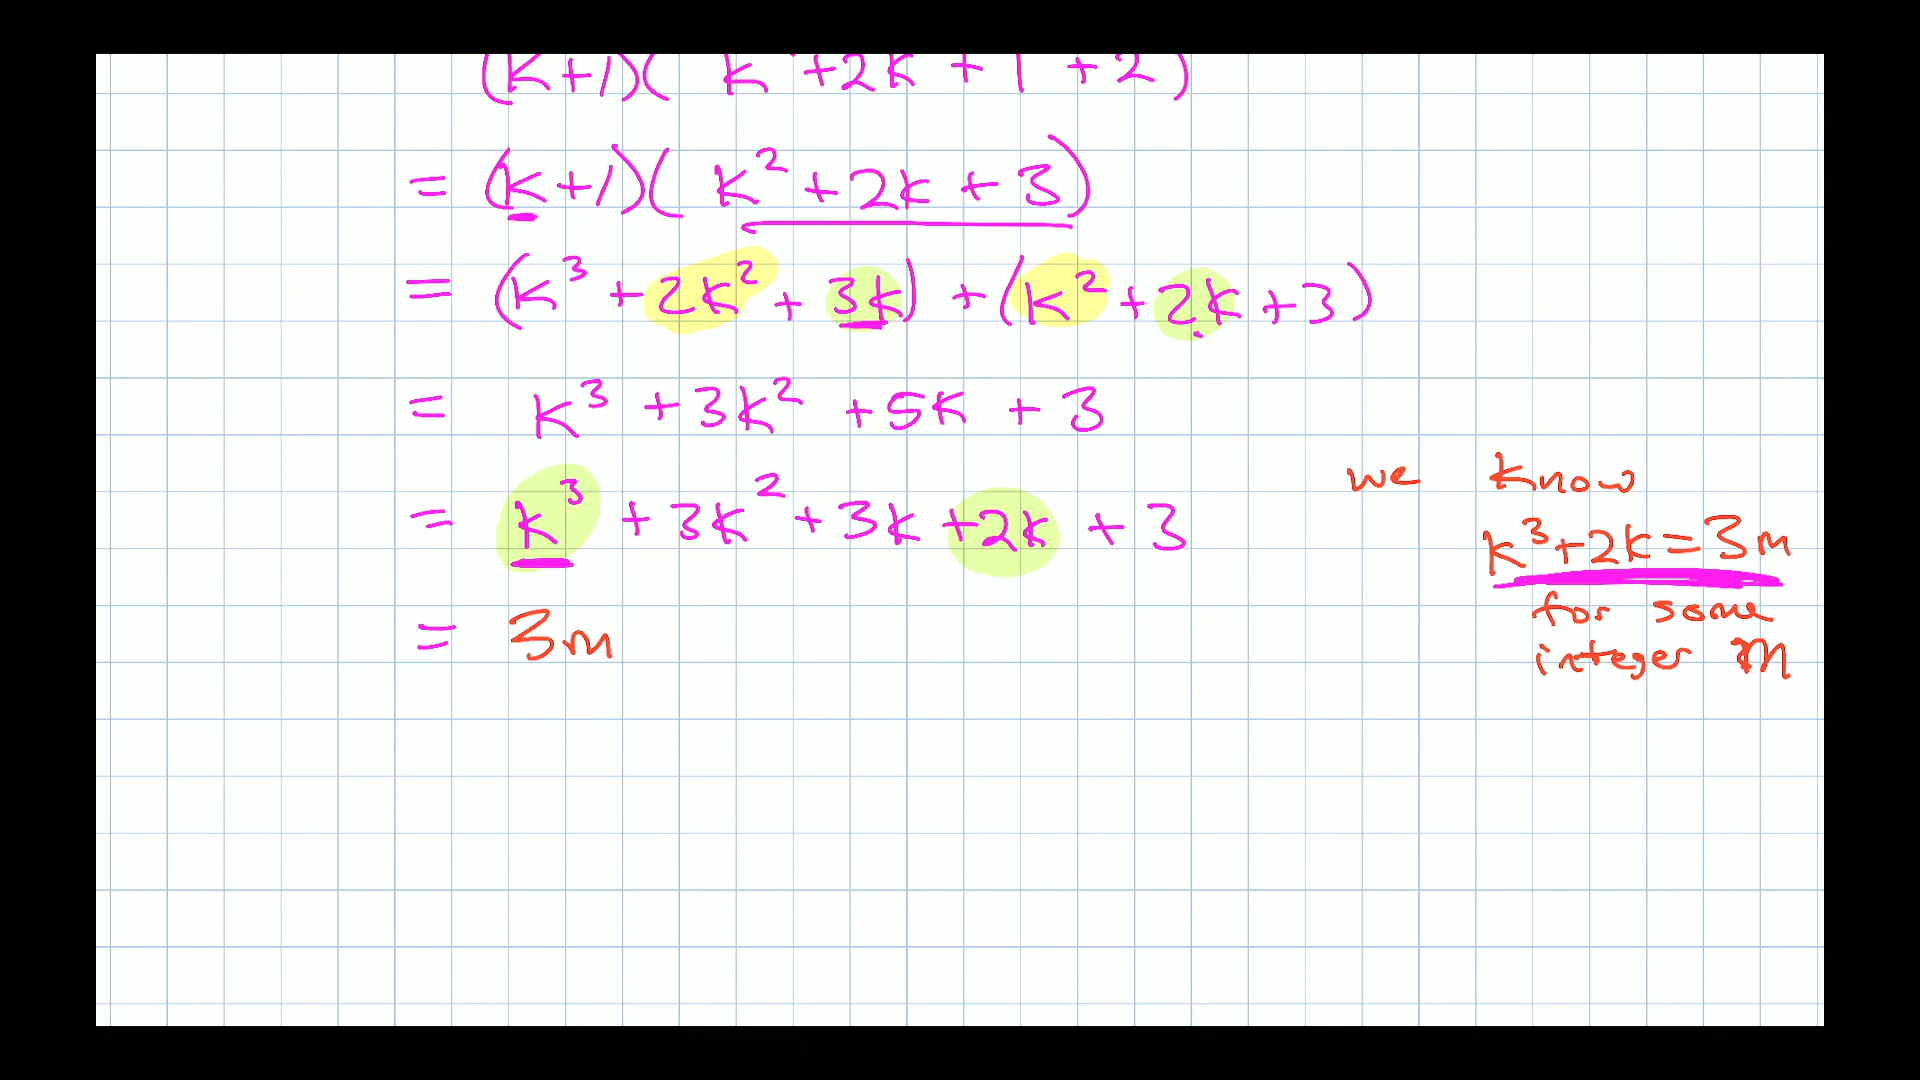 (k+1)( k² +2k + 1 + 2)
= (k+1)( k² + 2k + 3)
= (k³ + 2k² + 3k) + (k² + 2k + 3)
= k³ + 3k² + 5k + 3
= k³ + 3k² + 3k + 2k + 3
= 3m
we know
k³+2k=3m
for some
integer m